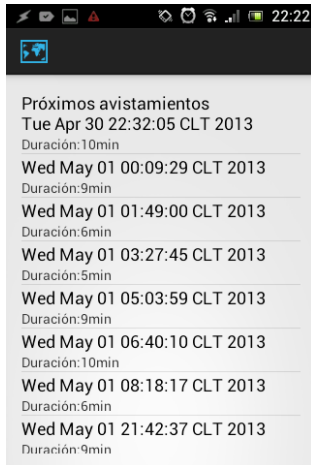 22:22
Próximos avistamientos
Tue Apr 30 22:32:05 CLT 2013
Duración:10min
Wed May 01 00:09:29 CLT 2013
Duración:9min
Wed May 01 01:49:00 CLT 2013
Duración:6min
Wed May 01 03:27:45 CLT 2013
Duración:5min
Wed May 01 05:03:59 CLT 2013
Duración:9min
Wed May 01 06:40:10 CLT 2013
Duración:10min
Wed May 01 08:18:17 CLT 2013
Duración:6min
Wed May 01 21:42:37 CLT 2013
Duración:9min